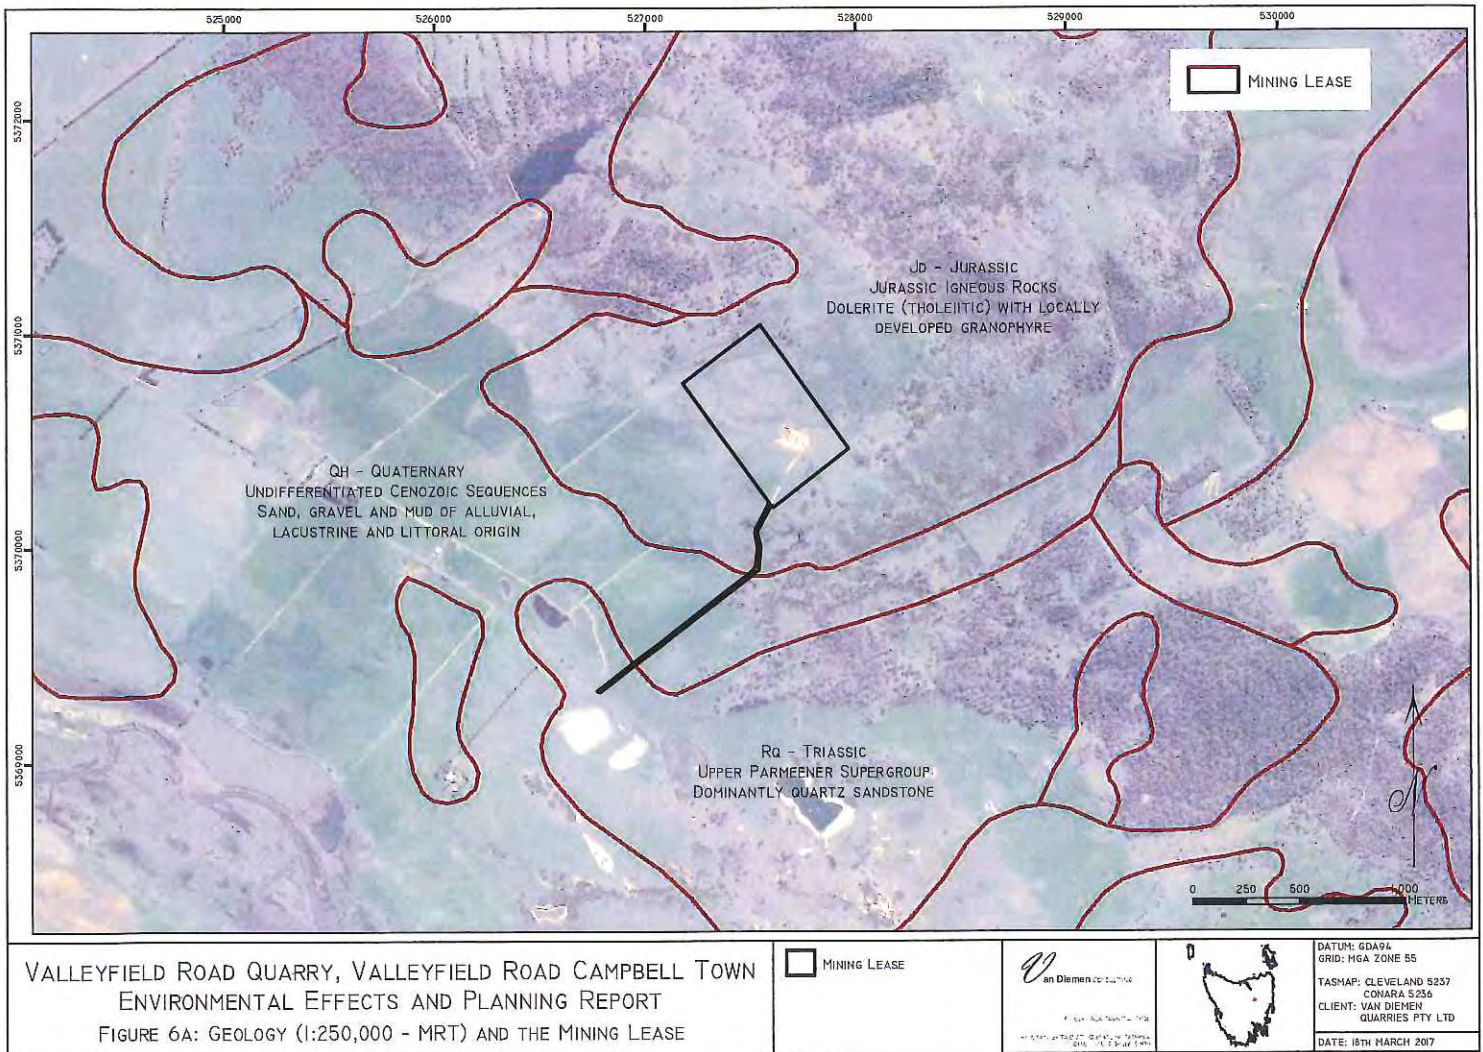 525000
526000
527000
528000
529000
530000
5372000
5371000
5370000
5369000
MINING LEASE
JD - JURASSIC
JURASSIC IGNEOUS ROCKS
DOLERITE (THOLEIITIC) WITH LOCALLY
DEVELOPED GRANOPHYRE
QH - QUATERNARY
UNDIFFERENTIATED CENOZOIC SEQUENCES
SAND, GRAVEL AND MUD OF ALLUVIAL,
LACUSTRINE AND LITTORAL ORIGIN
RQ - TRIASSIC
UPPER PARMEENER SUPERGROUP
DOMINANTLY QUARTZ SANDSTONE
0 250 500 1,000
METERS
VALLEYFIELD ROAD QUARRY, VALLEYFIELD ROAD CAMPBELL TOWN
ENVIRONMENTAL EFFECTS AND PLANNING REPORT
FIGURE 6A: GEOLOGY (1:250,000 - MRT) AND THE MINING LEASE
MINING LEASE
Van Diemen CONSULTING
DATUM: GDA94
GRID: MGA ZONE 55
TASMAP: CLEVELAND 5237
CONARA 5236
CLIENT: VAN DIEMEN
QUARRIES PTY LTD
DATE: 18TH MARCH 2017